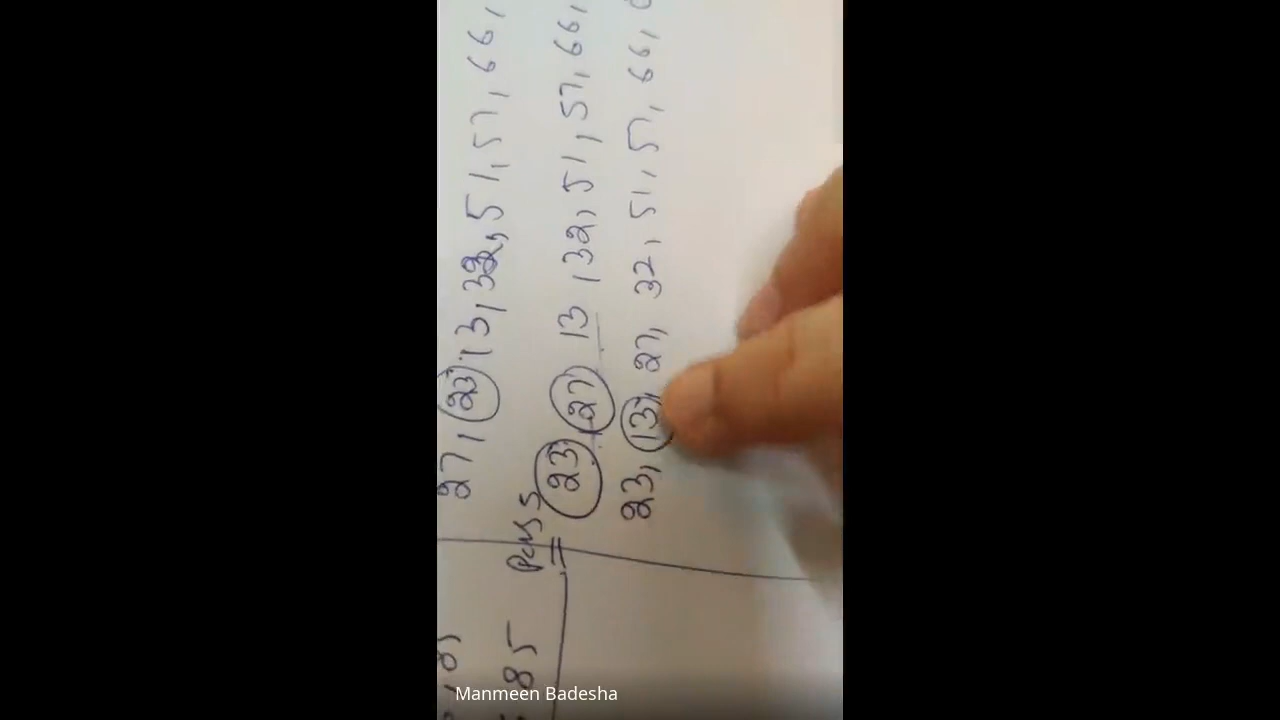 27, 23, 13, 32, 51, 57, 66,
Pass 5
23, 27, 13, 32, 51, 57, 66,
23, 13, 27, 32, 51, 57, 66,
85
Manmeen Badesha